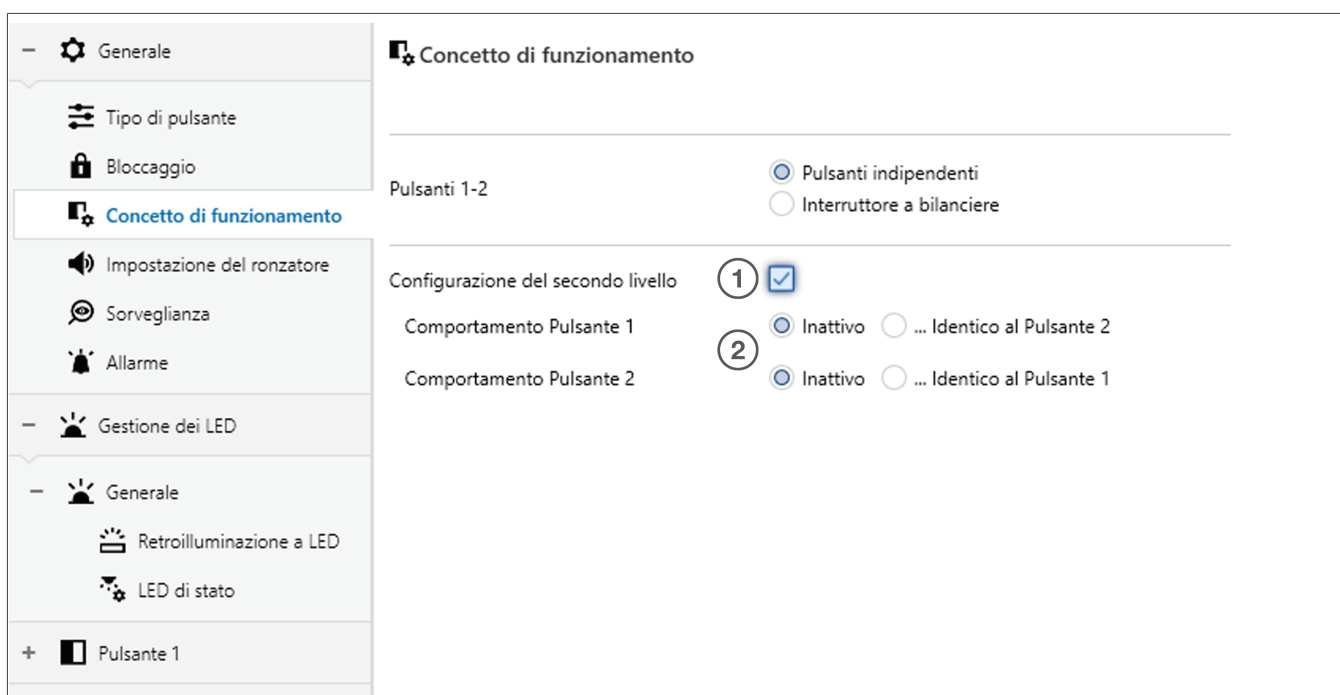 Generale
Tipo di pulsante
Bloccaggio
Concetto di funzionamento
Impostazione del ronzatore
Sorveglianza
Allarme
Gestione dei LED
Generale
Retroilluminazione a LED
LED di stato
Pulsante 1
Concetto di funzionamento
Pulsanti 1-2
Pulsanti indipendenti
Interruttore a bilanciere
Configurazione del secondo livello 1
Comportamento Pulsante 1 Inattivo ... Identico al Pulsante 2
2
Comportamento Pulsante 2 Inattivo ... Identico al Pulsante 1